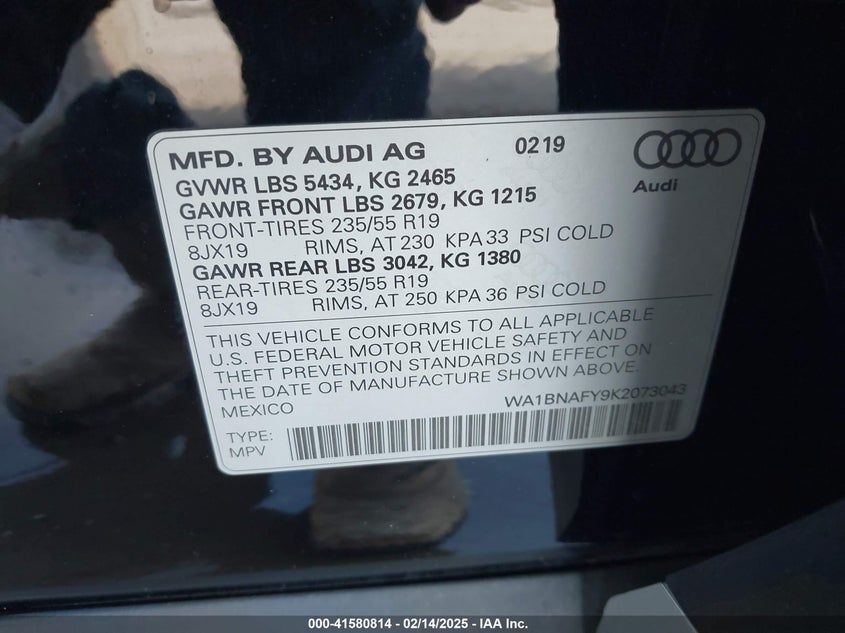 MFD. BY AUDI AG 0219
GVWR LBS 5434, KG 2465
GAWR FRONT LBS 2679, KG 1215
Audi
FRONT-TIRES 235/55 R19
8JX19 RIMS, AT 230 KPA 33 PSI COLD
GAWR REAR LBS 3042, KG 1380
REAR-TIRES 235/55 R19
8JX19 RIMS, AT 250 KPA 36 PSI COLD
THIS VEHICLE CONFORMS TO ALL APPLICABLE
U.S. FEDERAL MOTOR VEHICLE SAFETY AND
THEFT PREVENTION STANDARDS IN EFFECT ON
THE DATE OF MANUFACTURE SHOWN ABOVE.
MEXICO WA1BNAFY9K2073043
TYPE:
MPV
000-41580814 - 02/14/2025 - IAA Inc.